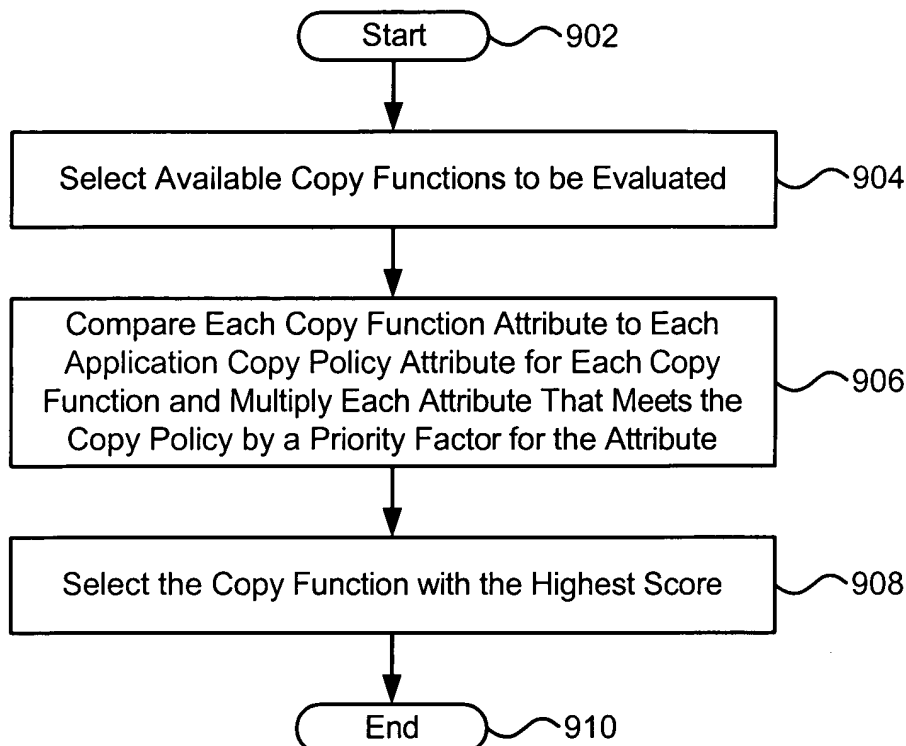 Start
902
Select Available Copy Functions to be Evaluated
904
Compare Each Copy Function Attribute to Each
Application Copy Policy Attribute for Each Copy
Function and Multiply Each Attribute That Meets the
Copy Policy by a Priority Factor for the Attribute
906
Select the Copy Function with the Highest Score
908
End
910